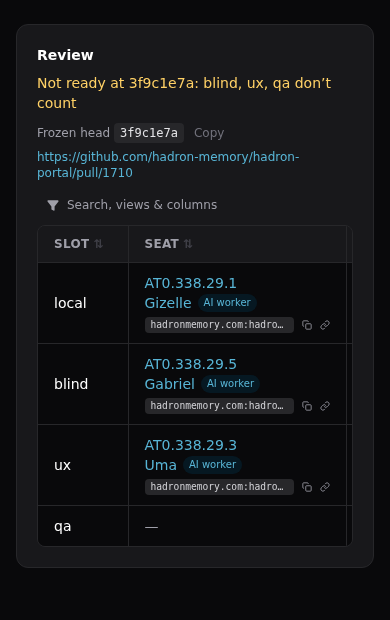 Review
Not ready at 3f9c1e7a: blind, ux, qa don’t
count
Frozen head 3f9c1e7a Copy
https://github.com/hadron-memory/hadron-
portal/pull/1710
Search, views & columns
SLOT SEAT
local
AT0.338.29.1
Gizelle AI worker
hadronmemory.com:hadro…
blind
AT0.338.29.5
Gabriel AI worker
hadronmemory.com:hadro…
ux
AT0.338.29.3
Uma AI worker
hadronmemory.com:hadro…
qa —